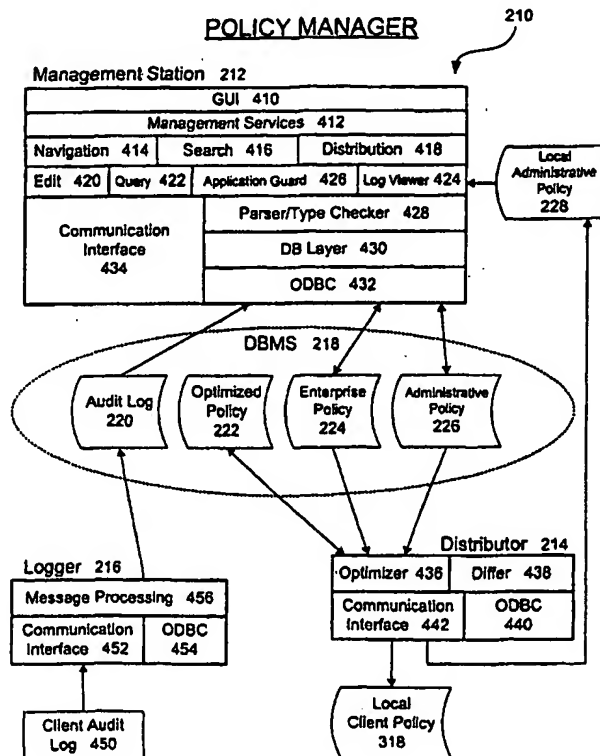 POLICY MANAGER
210
Management Station 212
GUI 410
Management Services 412
Navigation 414
Search 416
Distribution 418
Edit 420
Query 422
Application Guard 426
Log Viewer 424
Local
Administrative
Policy
228
Communication
Interface
434
Parser/Type Checker 428
DB Layer 430
ODBC 432
DBMS 218
Audit Log
220
Optimized
Policy
222
Enterprise
Policy
224
Administrative
Policy
226
Logger 216
Message Processing 456
Communication
Interface 452
ODBC
454
Client Audit
Log 450
Distributor 214
Optimizer 436
Differ 438
Communication
Interface 442
ODBC
440
Local
Client Policy
318